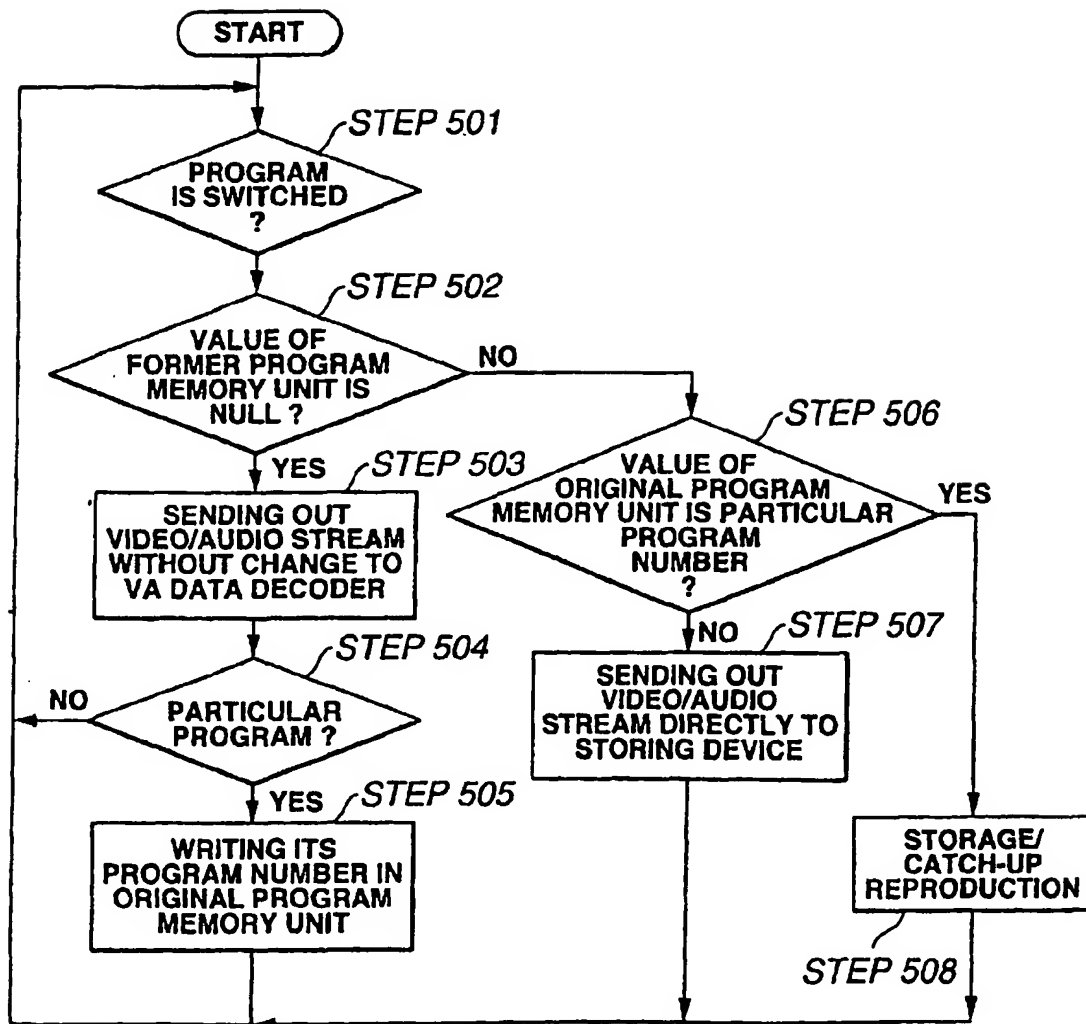 START
STEP 501
PROGRAM
IS SWITCHED
?
STEP 502
VALUE OF
FORMER PROGRAM
MEMORY UNIT IS
NULL ?
NO
YES
STEP 503
SENDING OUT
VIDEO/AUDIO STREAM
WITHOUT CHANGE TO
VA DATA DECODER
STEP 504
NO
PARTICULAR
PROGRAM ?
YES
STEP 505
WRITING ITS
PROGRAM NUMBER IN
ORIGINAL PROGRAM
MEMORY UNIT
STEP 506
VALUE OF
ORIGINAL PROGRAM
MEMORY UNIT IS PARTICULAR
PROGRAM
NUMBER
?
YES
NO
STEP 507
SENDING OUT
VIDEO/AUDIO
STREAM DIRECTLY TO
STORING DEVICE
STORAGE/
CATCH-UP
REPRODUCTION
STEP 508